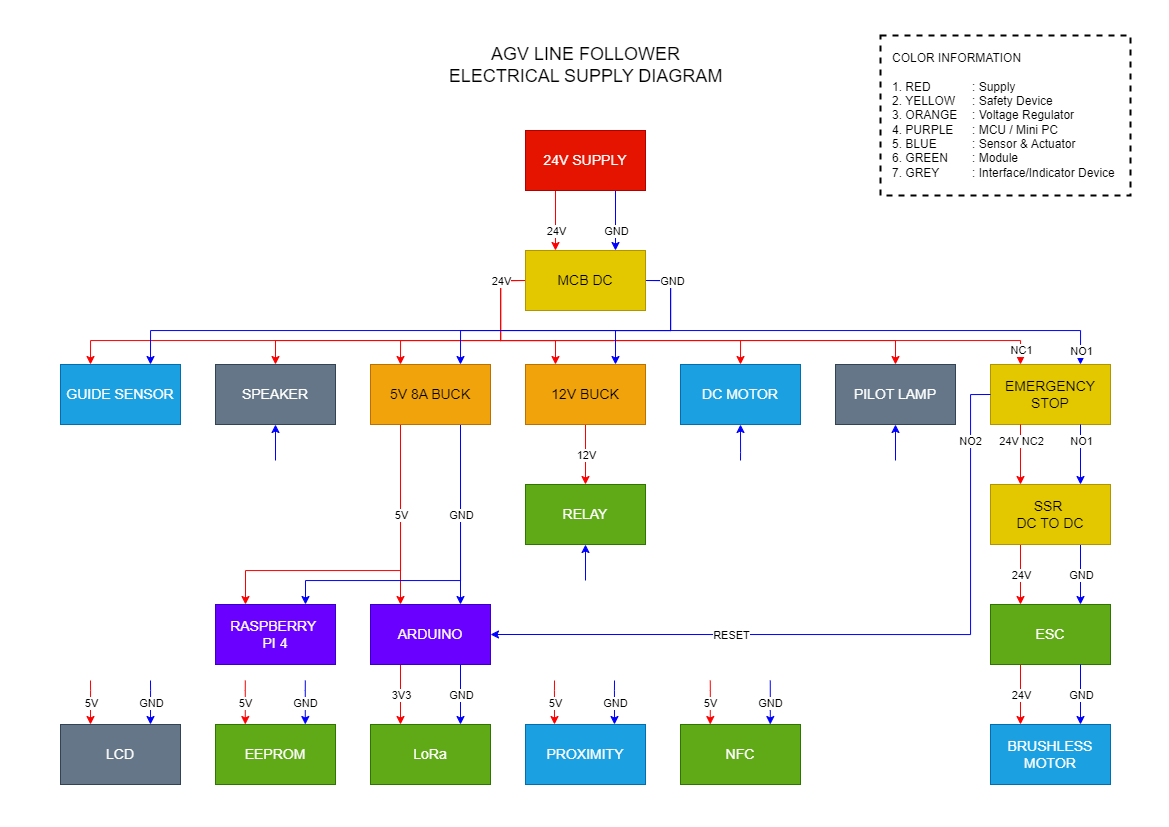 AGV LINE FOLLOWER
ELECTRICAL SUPPLY DIAGRAM
COLOR INFORMATION
1. RED : Supply
2. YELLOW : Safety Device
3. ORANGE : Voltage Regulator
4. PURPLE : MCU / Mini PC
5. BLUE : Sensor & Actuator
6. GREEN : Module
7. GREY : Interface/Indicator Device
24V SUPPLY
24V GND
MCB DC
24V GND
NC1 NO1
GUIDE SENSOR
SPEAKER
5V 8A BUCK
12V BUCK
DC MOTOR
PILOT LAMP
EMERGENCY
STOP
12V
NO2
24V NC2
NO1
RELAY
SSR
DC TO DC
5V GND
24V GND
RASPBERRY
PI 4
ARDUINO
RESET
ESC
5V GND
5V GND
3V3 GND
5V GND
5V GND
24V GND
LCD
EEPROM
LoRa
PROXIMITY
NFC
BRUSHLESS
MOTOR